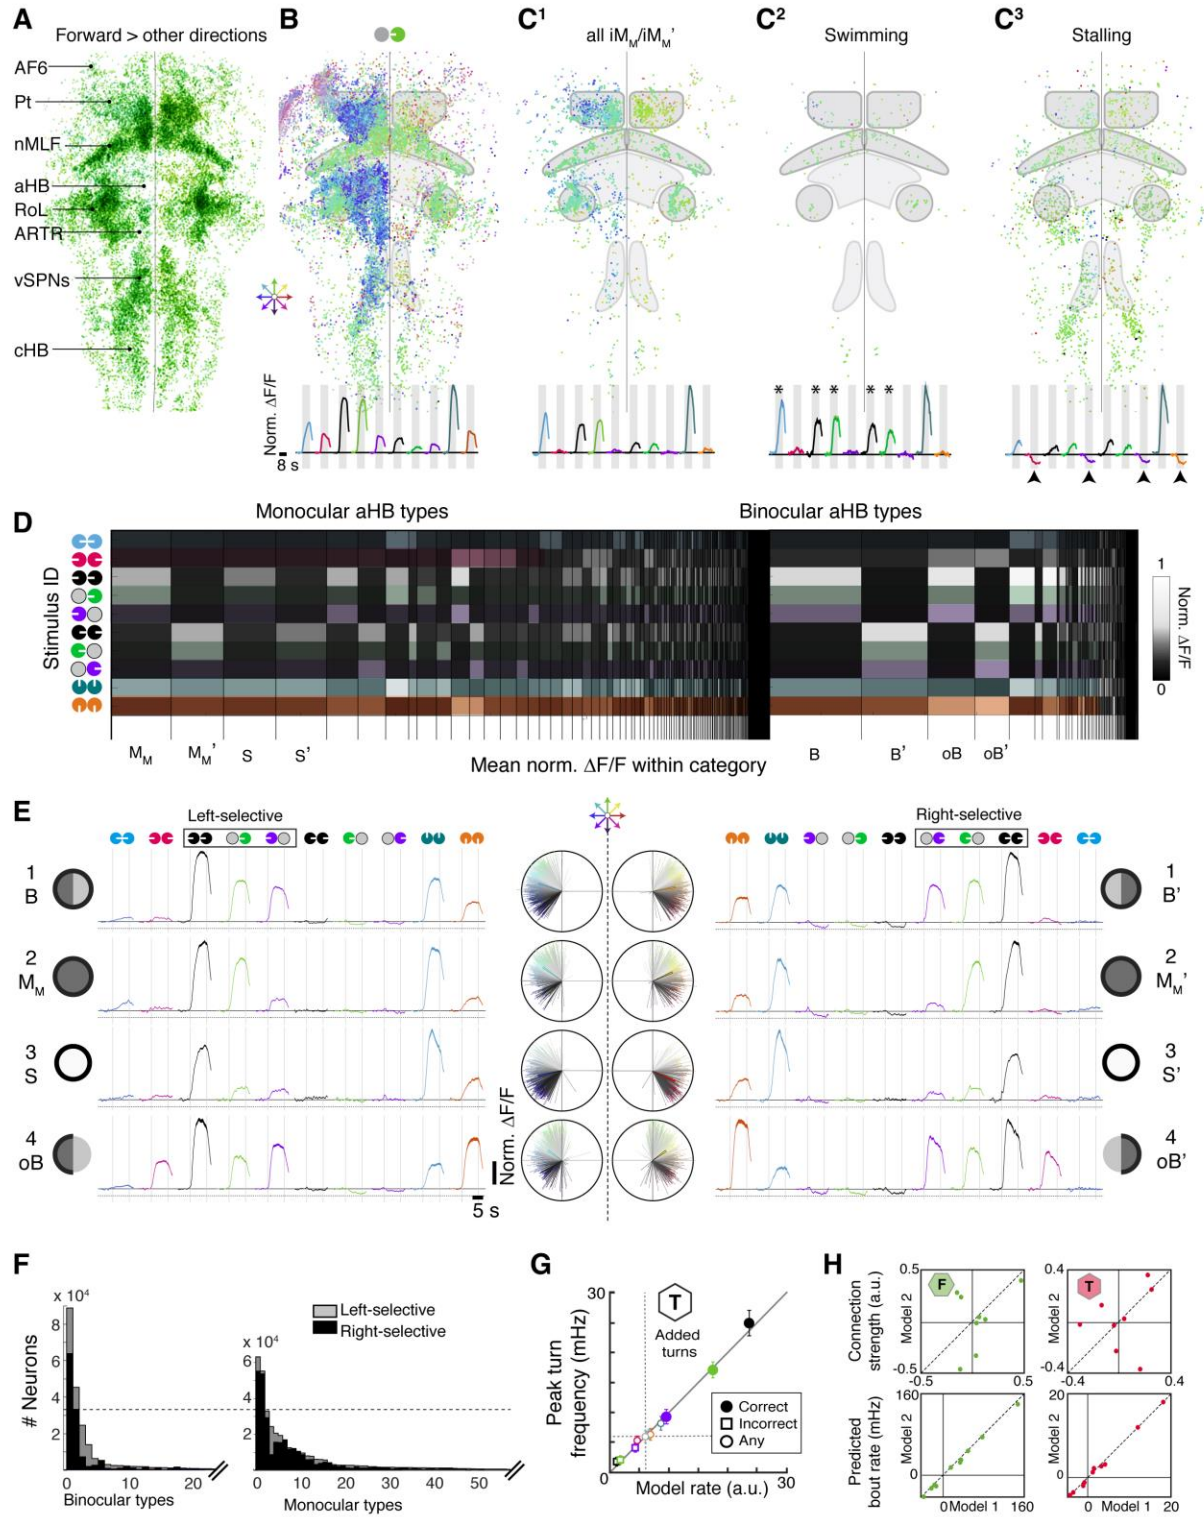 A
Forward > other directions
AF6
Pt
nMLF
aHB
RoL
ARTR
vSPNs
cHB
B
Norm. ΔF/F
8 s
C¹
all iM_M/iM_M’
C²
Swimming
* * * * *
C³
Stalling
D
Monocular aHB types
Binocular aHB types
Stimulus ID
1
Norm. ΔF/F
0
M_M M_M’ S S’
B B’ oB oB’
Mean norm. ΔF/F within category
E
Left-selective
Right-selective
1
B
2
M_M
3
S
4
oB
Norm. ΔF/F
5 s
1
B’
2
M_M’
3
S’
4
oB’
F
x 10⁴
8
6
4
2
# Neurons
0 10 20
Binocular types
x 10⁴
6
4
2
0 10 20 30 40 50
Monocular types
Left-selective
Right-selective
G
30
Peak turn
frequency (mHz)
T
Added
turns
Correct
Incorrect
Any
0
30
Model rate (a.u.)
H
Connection
strength (a.u.)
Model 2
0.5
F
-0.5
-0.5 0.5
Model 2
0.4
T
-0.4
-0.4 0.4
Predicted
bout rate (mHz)
Model 2
160
0
0 Model 1 160
Model 2
20
0
0 Model 1 20